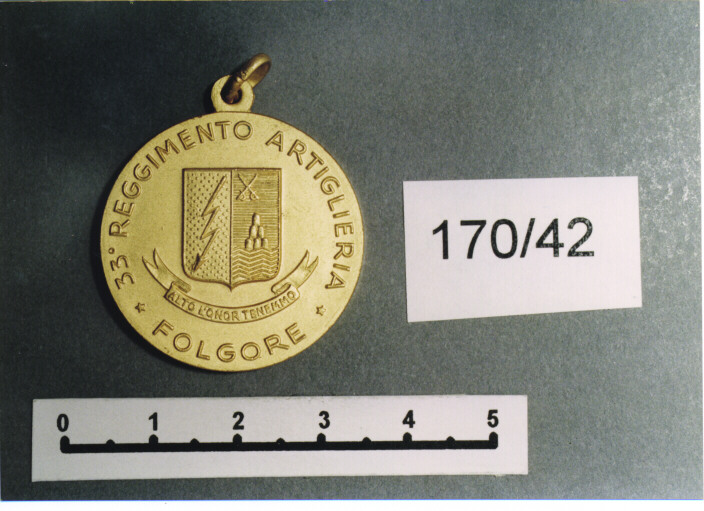 33° REGGIMENTO ARTIGLIERIA
ALTO L'ONOR TENEMMO
FOLGORE
170/42
0 1 2 3 4 5